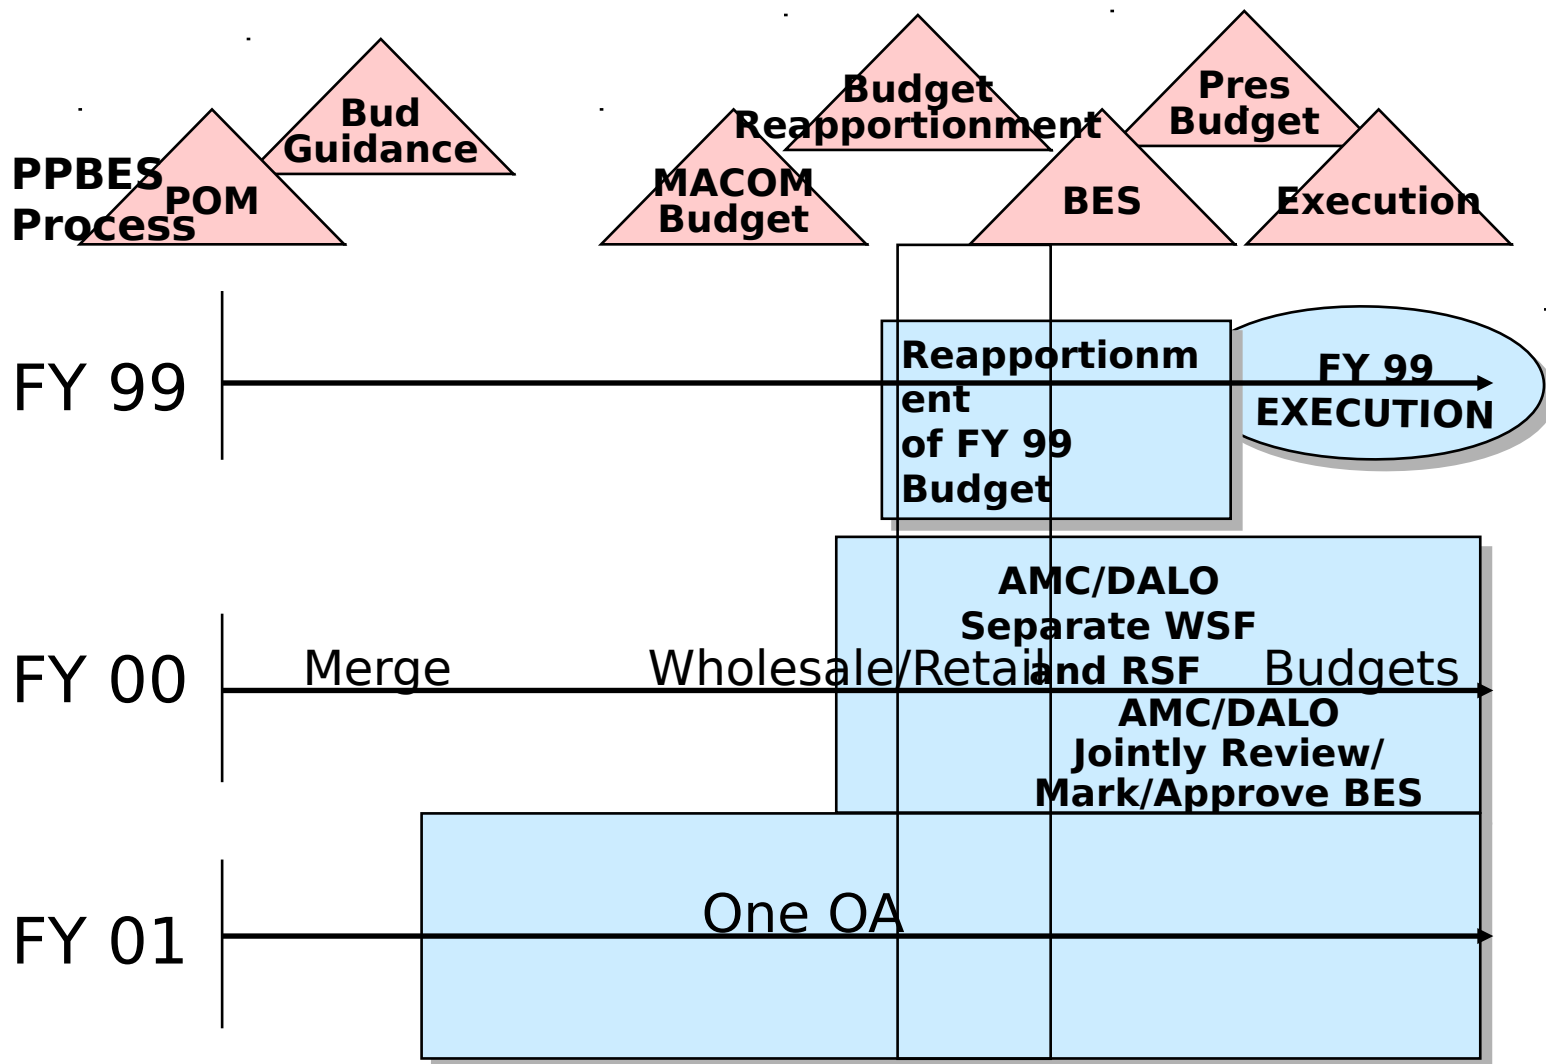 PPBES
Process
POM
Bud
Guidance
MACOM
Budget
Budget
Reapportionment
BES
Pres
Budget
Execution
FY 99
Reapportionm
ent
of FY 99
Budget
FY 99
EXECUTION
FY 00
Merge
Wholesale/Retail
Budgets
AMC/DALO
Separate WSF
and RSF
AMC/DALO
Jointly Review/
Mark/Approve BES
FY 01
One OA